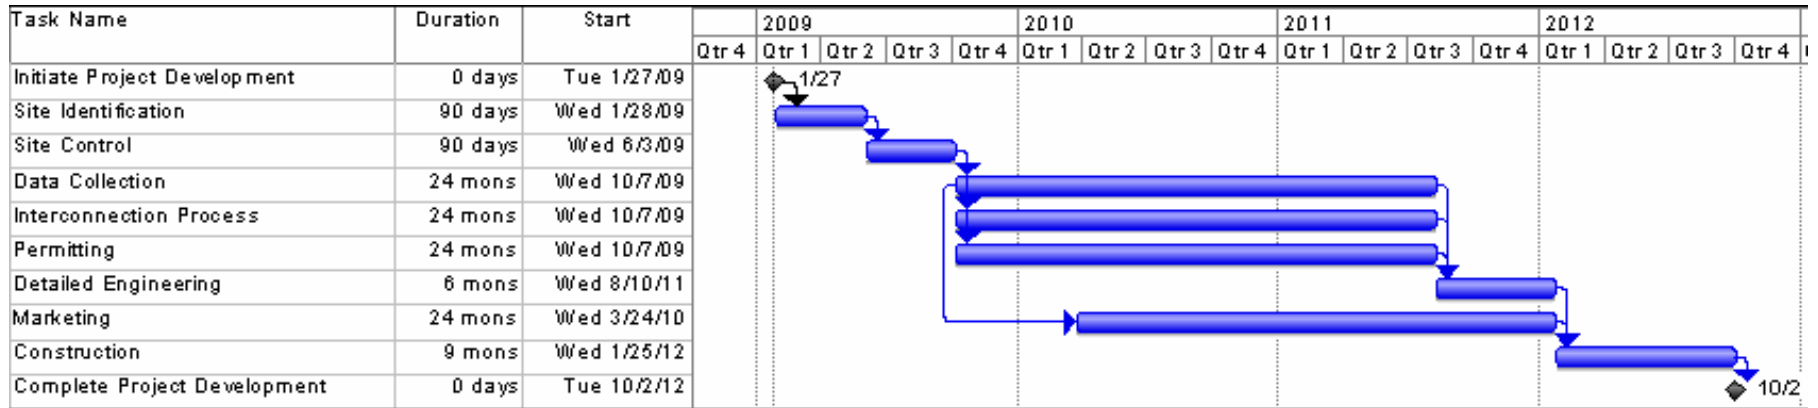 Task Name Duration Start 2009 2010 2011 2012
Qtr 4 Qtr 1 Qtr 2 Qtr 3 Qtr 4 Qtr 1 Qtr 2 Qtr 3 Qtr 4 Qtr 1 Qtr 2 Qtr 3 Qtr 4 Qtr 1 Qtr 2 Qtr 3 Qtr 4
Initiate Project Development 0 days Tue 1/27/09 1/27
Site Identification 90 days Wed 1/28/09
Site Control 90 days Wed 6/3/09
Data Collection 24 mons Wed 10/7/09
Interconnection Process 24 mons Wed 10/7/09
Permitting 24 mons Wed 10/7/09
Detailed Engineering 6 mons Wed 8/10/11
Marketing 24 mons Wed 3/24/10
Construction 9 mons Wed 1/25/12
Complete Project Development 0 days Tue 10/2/12 10/2